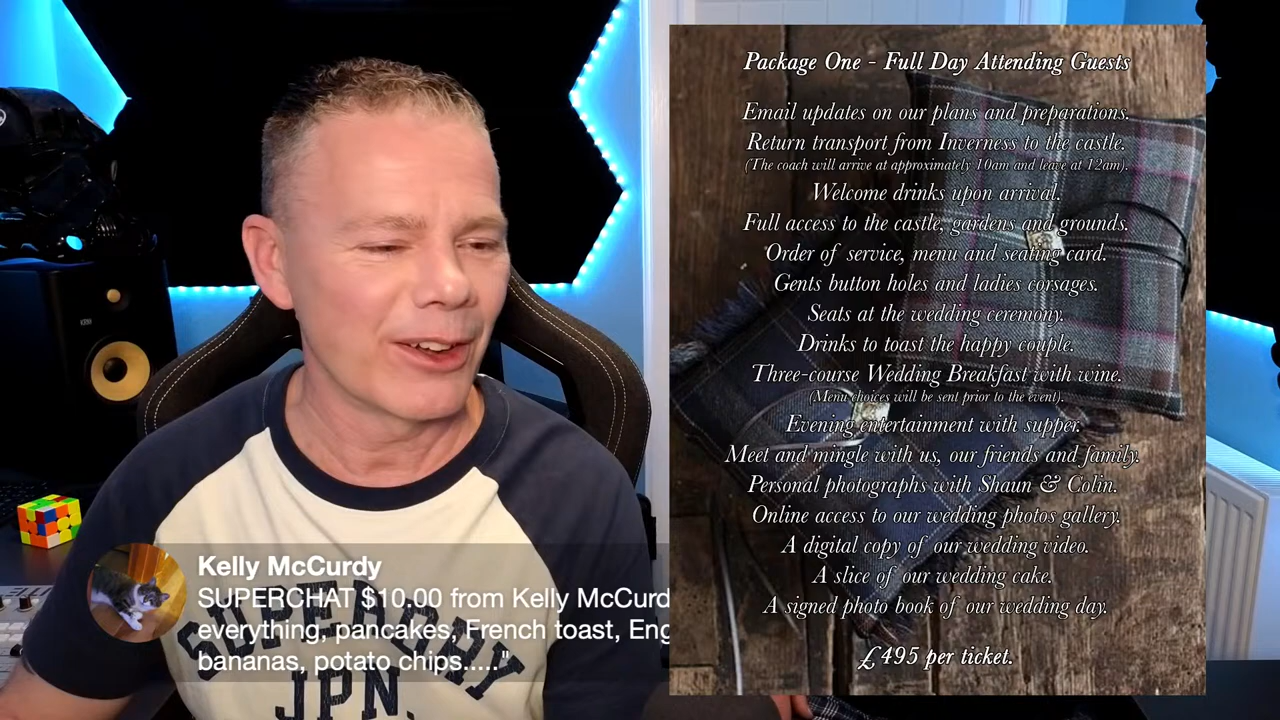 Package One - Full Day Attending Guests
Email updates on our plans and preparations.
Return transport from Inverness to the castle.
(The coach will arrive at approximately 10am and leave at 12am).
Welcome drinks upon arrival.
Full access to the castle, gardens and grounds.
Order of service, menu and seating card.
Gents button holes and ladies corsages.
Seats at the wedding ceremony.
Drinks to toast the happy couple.
Three-course Wedding Breakfast with wine.
(Menu choices will be sent prior to the event).
Evening entertainment with supper.
Meet and mingle with us, our friends and family.
Personal photographs with Shaun & Colin.
Online access to our wedding photos gallery.
A digital copy of our wedding video.
A slice of our wedding cake.
A signed photo book of our wedding day.
£495 per ticket.
Kelly McCurdy
SUPERCHAT $10.00 from Kelly McCurd
everything, pancakes, French toast, Eng
bananas, potato chips....."
SUPERDRY
JPN.
KRK